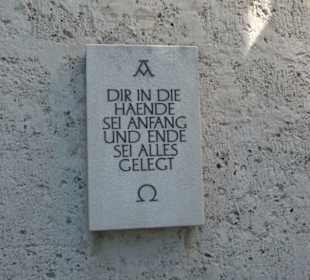 Α
DIR IN DIE
HAENDE
SEI ANFANG
UND ENDE
SEI ALLES
GELEGT
Ω